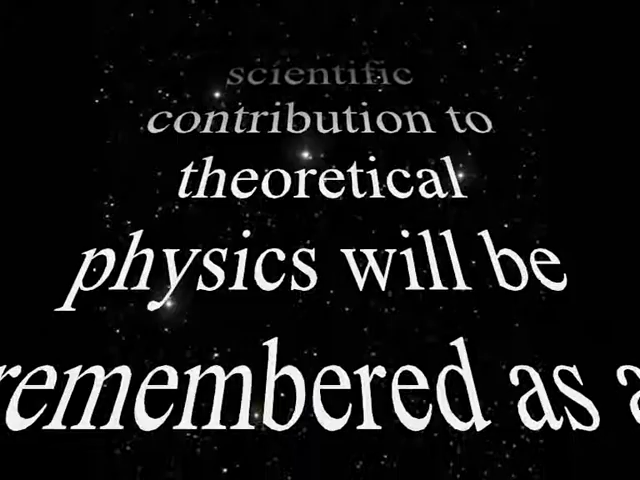 scientific
contribution to
theoretical
physics will be
remembered as a